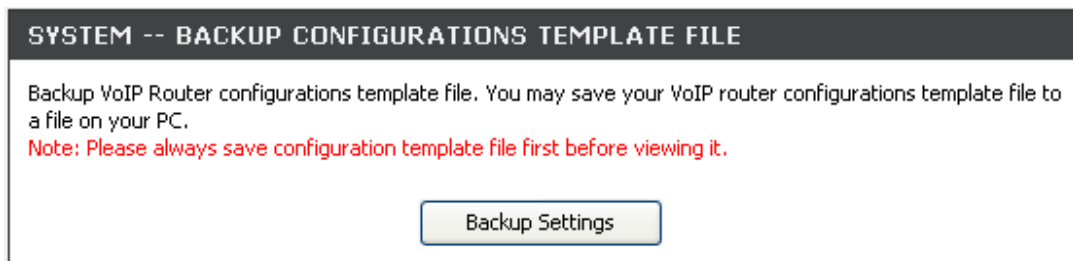 SYSTEM -- BACKUP CONFIGURATIONS TEMPLATE FILE
Backup VoIP Router configurations template file. You may save your VoIP router configurations template file to
a file on your PC.
Note: Please always save configuration template file first before viewing it.
Backup Settings